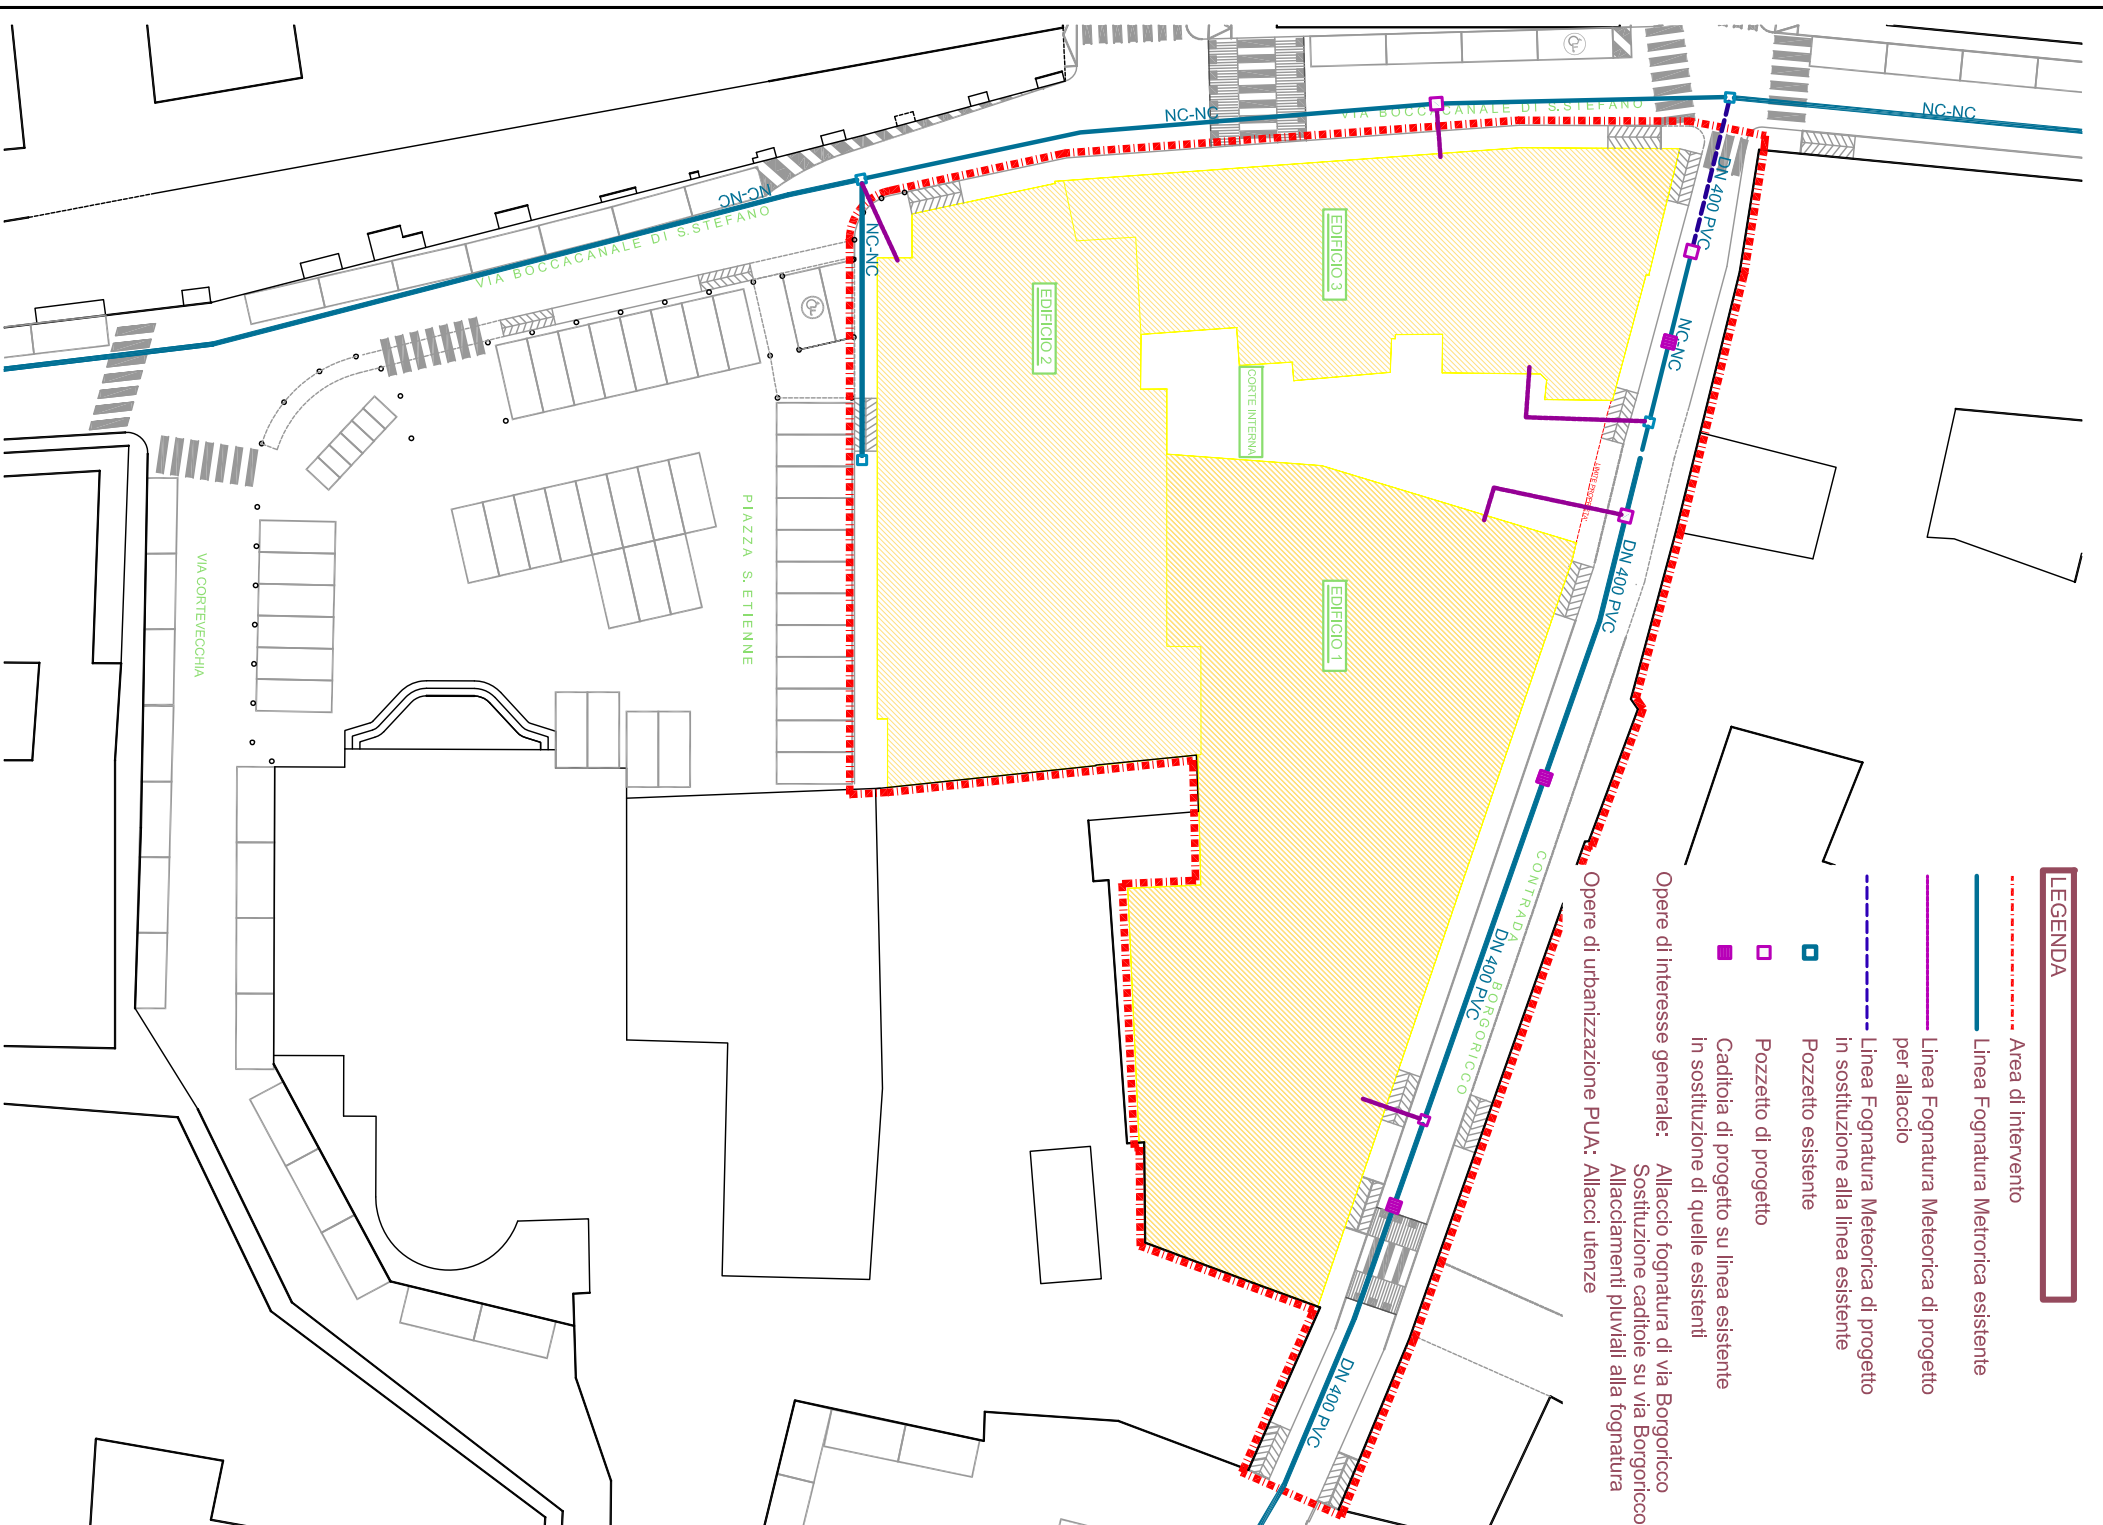 LEGENDA
Area di intervento
Linea Fognatura Metrorica esistente
Linea Fognatura Meteorica di progetto
per allaccio
Linea Fognatura Meteorica di progetto
in sostituzione alla linea esistente
Pozzetto esistente
Pozzetto di progetto
Caditoia di progetto su linea esistente
in sostituzione di quelle esistenti
Opere di interesse generale: Allaccio fognatura di via Borgoricco
Sostituzione caditoie su via Borgoricco
Allacciamenti pluviali alla fognatura
Opere di urbanizzazione PUA: Allacci utenze
NC-NC
VIA BOCCACANALE DI S.STEFANO
NC-NC
NC-NC
VIA BOCCACANALE DI S.STEFANO
NC-NC
DN 400 PVC
NC-NC
DN 400 PVC
DN 400 PVC
DN 400 PVC
CONTRADA BORGORICCO
EDIFICIO 3
EDIFICIO 2
CORTE INTERNA
EDIFICIO 1
PIAZZA S. ETIENNE
VIA CORTEVECCHIA